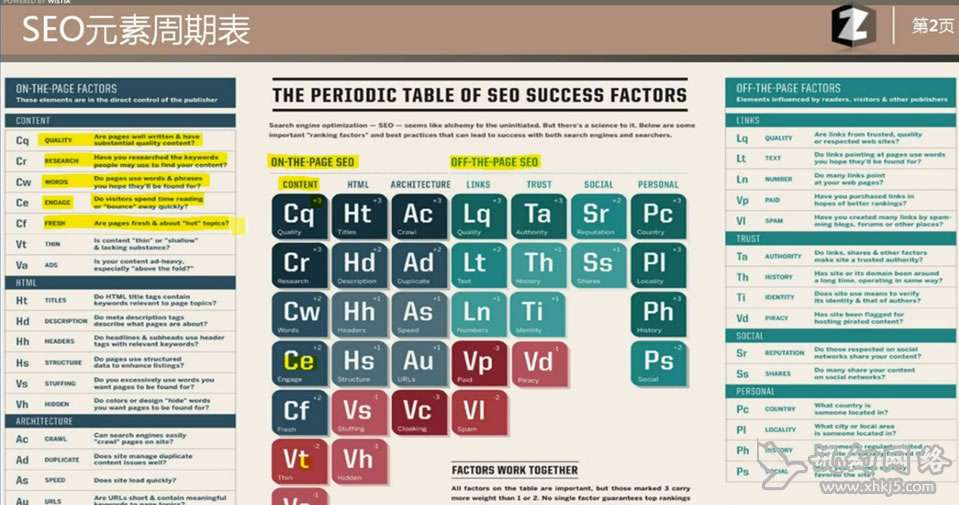 POWERED BY WISTIA
SEO元素周期表
Z
第2页
ON-THE-PAGE FACTORS
These elements are in the direct control of the publisher
CONTENT
Cq QUALITY Are pages well written & have
substantial quality content?
Cr RESEARCH Have you researched the keywords
people may use to find your content?
Cw WORDS Do pages use words & phrases
you hope they'll be found for?
Ce ENGAGE Do visitors spend time reading
or "bounce" away quickly?
Cf FRESH Are pages fresh & about "hot" topics?
Vt THIN Is content "thin" or "shallow"
& lacking substance?
Va ADS Is your content ad-heavy,
especially "above the fold?"
HTML
Ht TITLES Do HTML title tags contain
keywords relevant to page topics?
Hd DESCRIPTION Do meta description tags
describe what pages are about?
Hh HEADERS Do headlines & subheads use header
tags with relevant keywords?
Hs STRUCTURE Do pages use structured
data to enhance listings?
Vs STUFFING Do you excessively use words you
want pages to be found for?
Vh HIDDEN Do colors or design "hide" words
you want pages to be found for?
ARCHITECTURE
Ac CRAWL Can search engines easily
"crawl" pages on site?
Ad DUPLICATE Does site manage duplicate
content issues well?
As SPEED Does site load quickly?
Au URLS Are URLs short & contain meaningful
keywords to page topics?
THE PERIODIC TABLE OF SEO SUCCESS FACTORS
Search engine optimization — SEO — seems like alchemy to the uninitiated. But there's a science to it. Below are some
important "ranking factors" and best practices that can lead to success with both search engines and searchers.
ON-THE-PAGE SEO OFF-THE-PAGE SEO
CONTENT HTML ARCHITECTURE LINKS TRUST SOCIAL PERSONAL
+3 +3 +3 +3 +3 +2 +3
Cq Ht Ac Lq Ta Sr Pc
Quality Titles Crawl Quality Authority Reputation Country
+3 +2 +2 +2 +1 +1 +3
Cr Hd Ad Lt Th Ss Pl
Research Description Duplicate Text History Shares Locality
+2 +1 +1 +1 +1 +3
Cw Hh As Ln Ti Ph
Words Headers Speed Numbers Identity History
+2 +1 +1 -3 -1 +2
Ce Hs Au Vp Vd Ps
Engage Structure URLs Paid Piracy Social
+2 -1 -3 -1
Cf Vs Vc Vl
Fresh Stuffing Cloaking Spam
-2 -1
Vt Vh
Thin Hidden
FACTORS WORK TOGETHER
All factors on the table are important, but those marked 3 carry
more weight than 1 or 2. No single factor guarantees top rankings
OFF-THE-PAGE FACTORS
Elements influenced by readers, visitors & other publishers
LINKS
Lq QUALITY Are links from trusted, quality
or respected web sites?
Lt TEXT Do links pointing at pages use words
you hope they'll be found for?
Ln NUMBER Do many links point
at your web pages?
Vp PAID Have you purchased links in
hopes of better rankings?
Vl SPAM Have you created many links by spam-
ming blogs, forums or other places?
TRUST
Ta AUTHORITY Do links, shares & other factors
make site a trusted authority?
Th HISTORY Has site or its domain been around
a long time, operating in same way?
Ti IDENTITY Does site use means to verify
its identity & that of authors?
Vd PIRACY Has site been flagged for
hosting pirated content?
SOCIAL
Sr REPUTATION Do those respected on social
networks share your content?
Ss SHARES Do many share your content
on social networks?
PERSONAL
Pc COUNTRY What country is
someone located in?
Pl LOCALITY What city or local area
is someone located in?
Ph HISTORY
Ps SOCIAL
网络
www.xhkj5.com